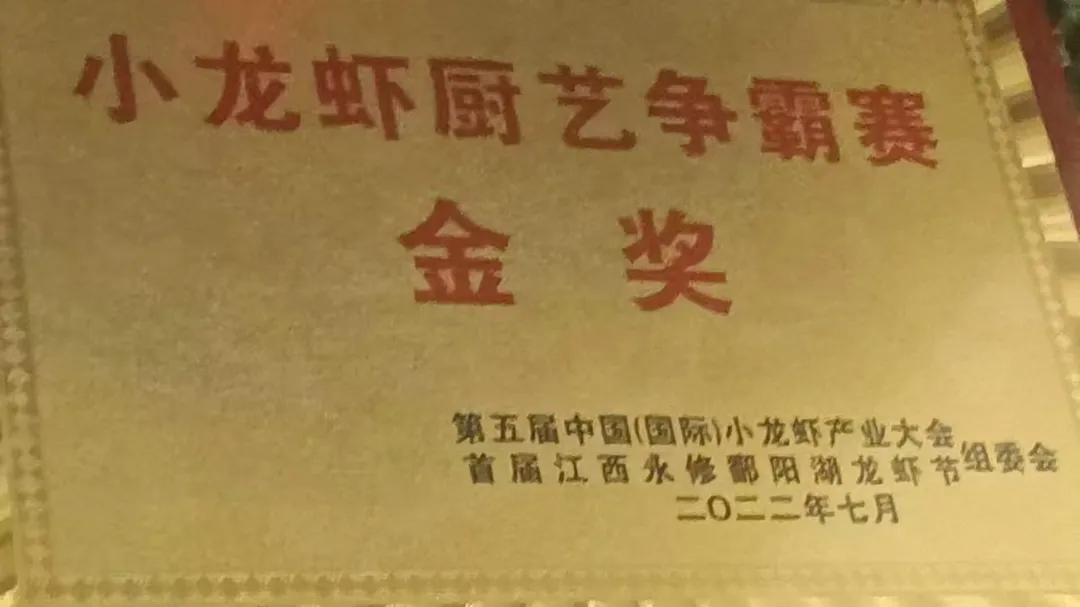 小龙虾厨艺争霸赛
金奖
第五届中国(国际)小龙虾产业大会
首届江西永修鄱阳湖龙虾节组委会
二〇二二年七月